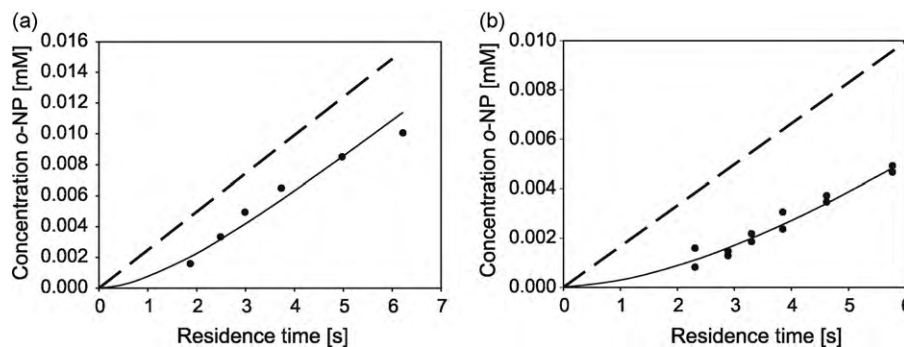 (a)
0.016
0.014
0.012
0.010
0.008
0.006
0.004
0.002
0.000
Concentration o-NP [mM]
0 1 2 3 4 5 6 7
Residence time [s]
(b)
0.010
0.008
0.006
0.004
0.002
0.000
Concentration o-NP [mM]
0 1 2 3 4 5 6
Residence time [s]